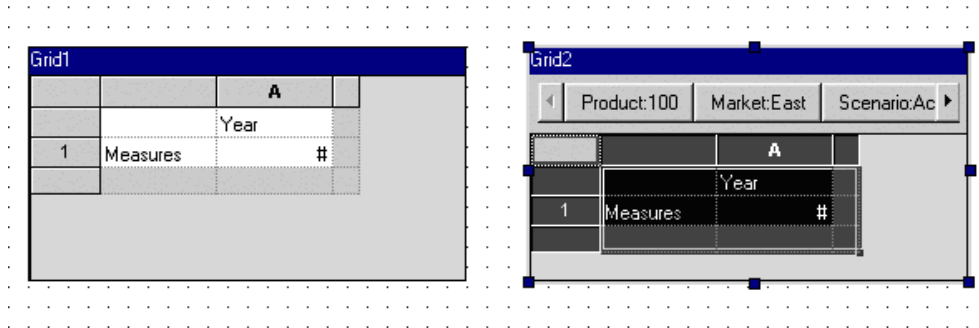 Grid1
A
Year
1 Measures #
Grid2
Product:100 Market:East Scenario:Ac
A
Year
1 Measures #